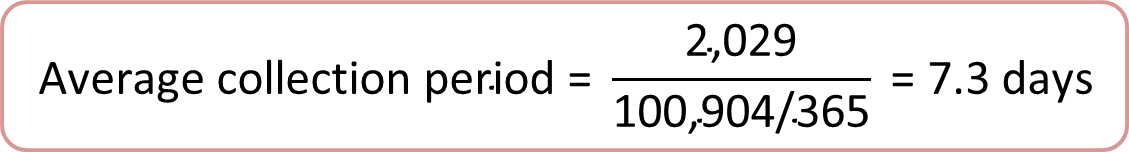 2,029
Average collection period = ————— = 7.3 days
100,904/365